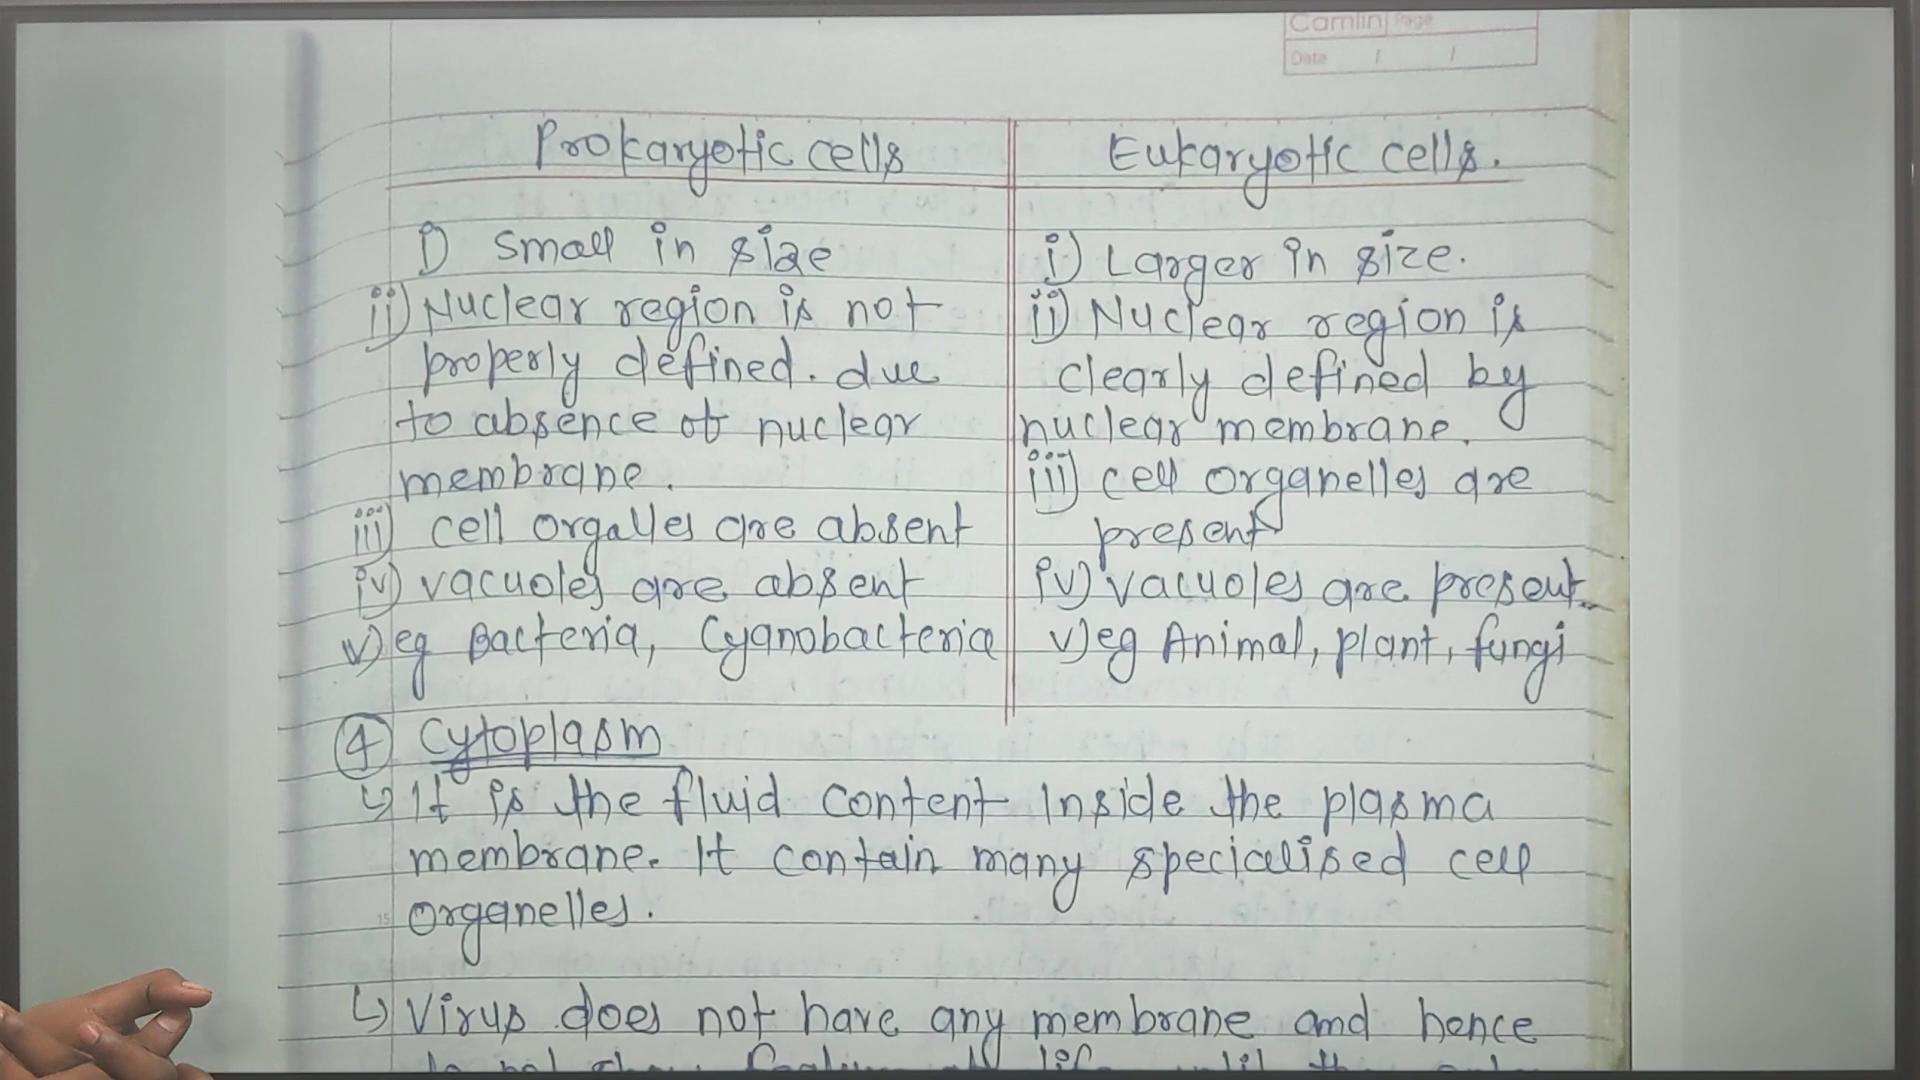 Camlin Page
Date / /
Prokaryotic cells
i) small in size
ii) Nuclear region is not
properly defined. due
to absence of nuclear
membrane.
iii) cell orgalles are absent
iv) vacuoles are absent
v) eg Bacteria, Cyanobacteria
Eukaryotic cells.
i) Larger in size.
ii) Nuclear region is
clearly defined by
nuclear membrane.
iii) cell organelles are
present
iv) vacuoles are present.
v) eg Animal, plant, fungi
4 Cytoplasm
↳ It is the fluid content Inside the plasma
membrane. It contain many specialised cell
15 organelles.
↳ Virus does not have any membrane and hence